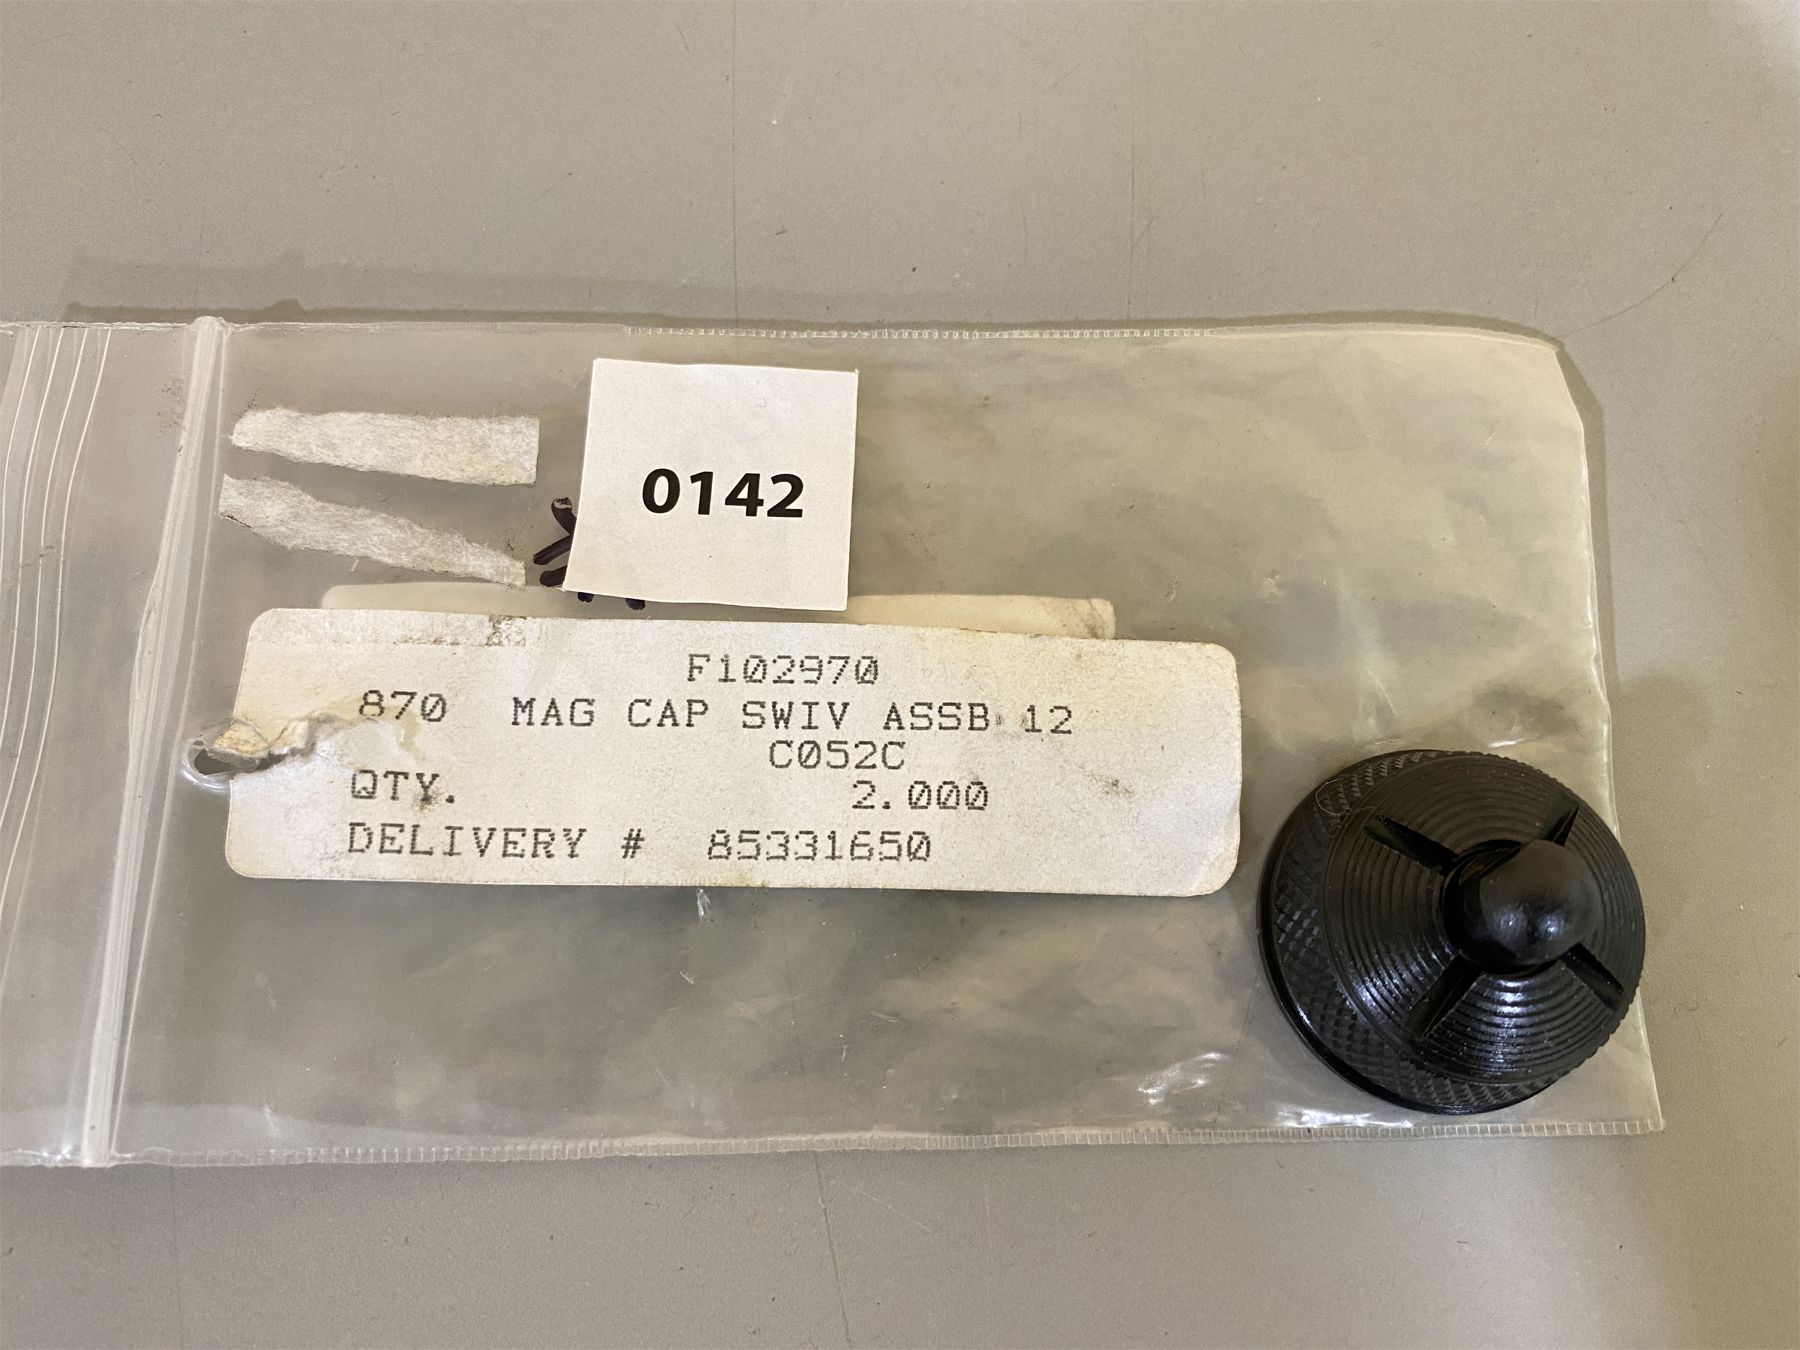 0142
F102970
870 MAG CAP SWIV ASSB 12
C052C
QTY. 2.000
DELIVERY # 85331650